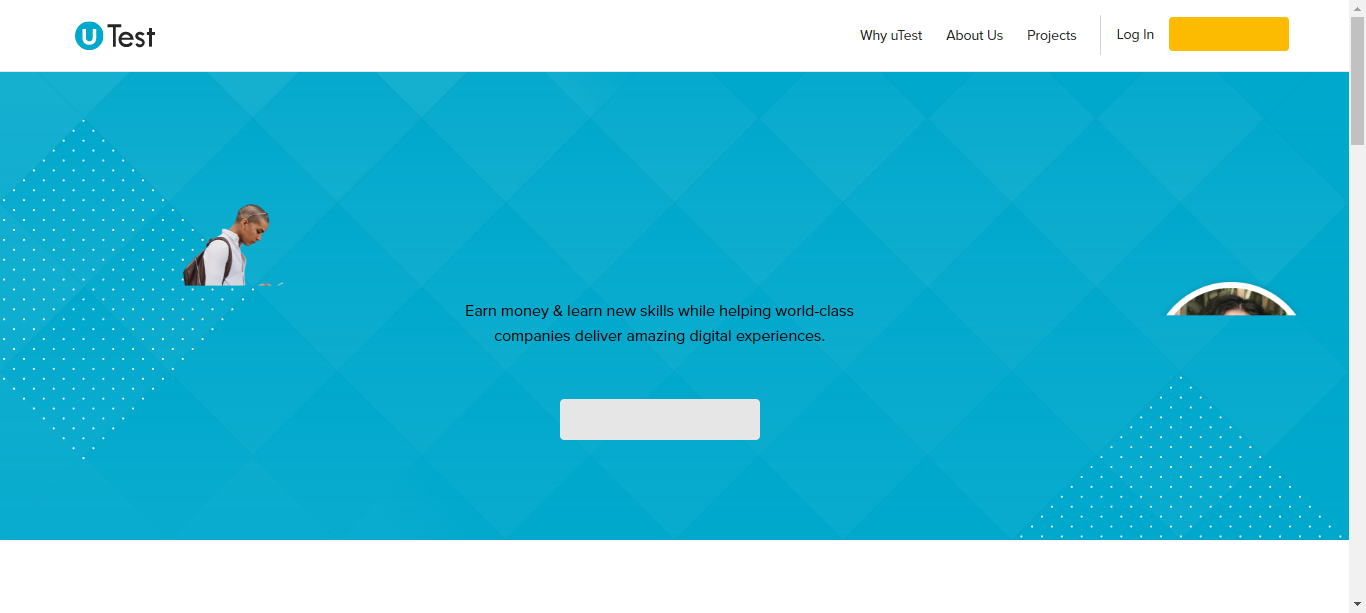 u Test
Why uTest
About Us
Projects
Log In
Earn money & learn new skills while helping world-class
companies deliver amazing digital experiences.